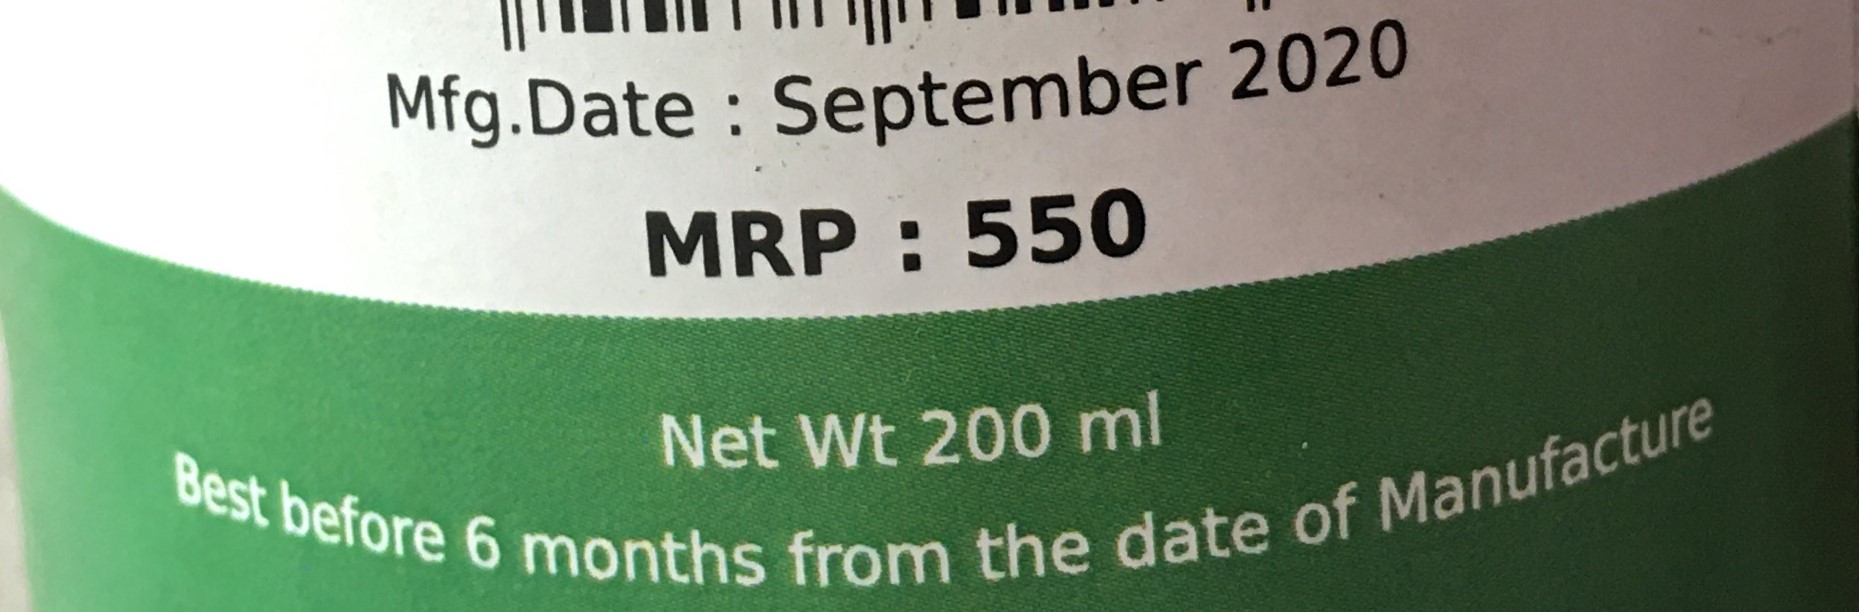 Mfg.Date : September 2020
MRP : 550
Net Wt 200 ml
Best before 6 months from the date of Manufacture